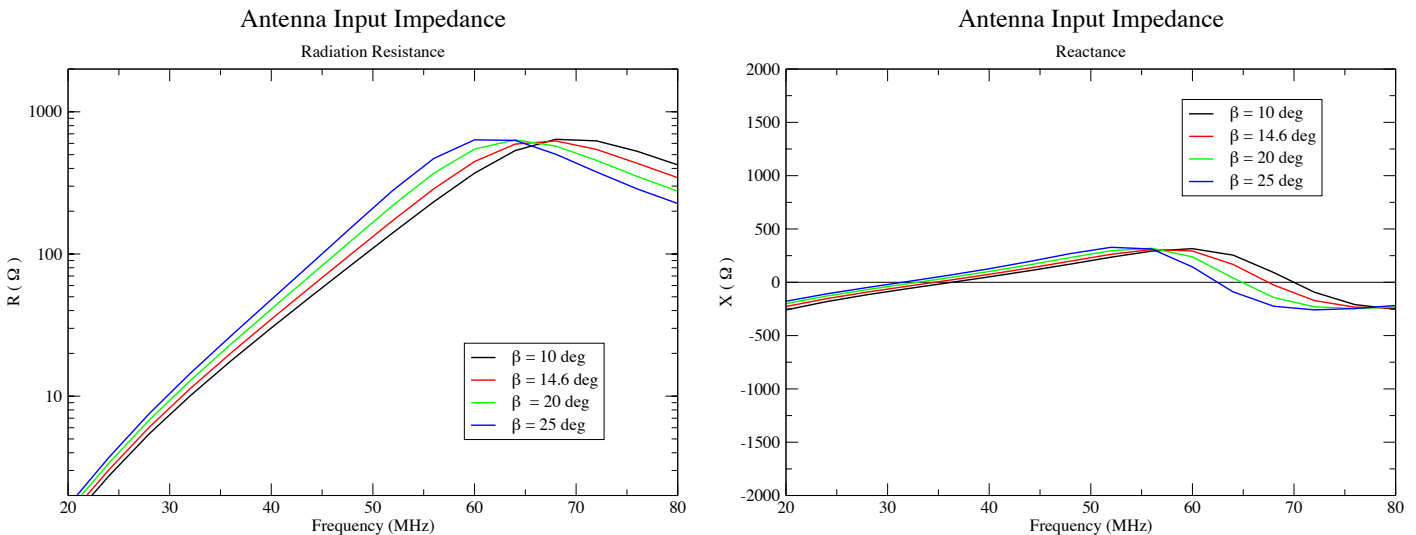 Antenna Input Impedance
Radiation Resistance
1000
100
10
R ( Ω )
β = 10 deg
β = 14.6 deg
β = 20 deg
β = 25 deg
20 30 40 50 60 70 80
Frequency (MHz)
Antenna Input Impedance
Reactance
2000
1500
1000
500
0
-500
-1000
-1500
-2000
X ( Ω )
β = 10 deg
β = 14.6 deg
β = 20 deg
β = 25 deg
20 30 40 50 60 70 80
Frequency (MHz)